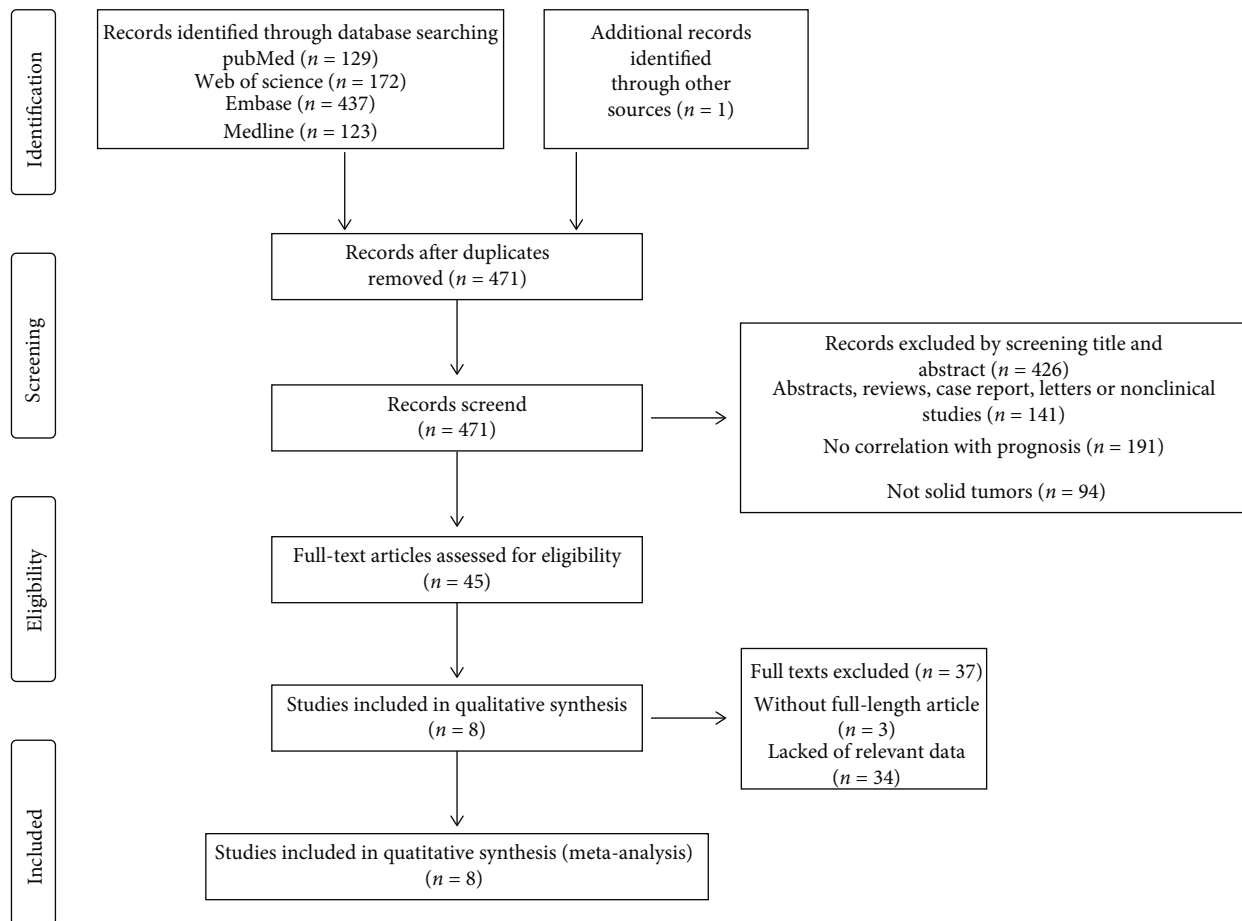 Identification
Records identified through database searching
pubMed (n = 129)
Web of science (n = 172)
Embase (n = 437)
Medline (n = 123)
Additional records
identified
through other
sources (n = 1)
Screening
Records after duplicates
removed (n = 471)
Records screend
(n = 471)
Records excluded by screening title and
abstract (n = 426)
Abstracts, reviews, case report, letters or nonclinical
studies (n = 141)
No correlation with prognosis (n = 191)
Not solid tumors (n = 94)
Eligibility
Full-text articles assessed for eligibility
(n = 45)
Studies included in qualitative synthesis
(n = 8)
Full texts excluded (n = 37)
Without full-length article
(n = 3)
Lacked of relevant data
(n = 34)
Included
Studies included in quatitative synthesis (meta-analysis)
(n = 8)